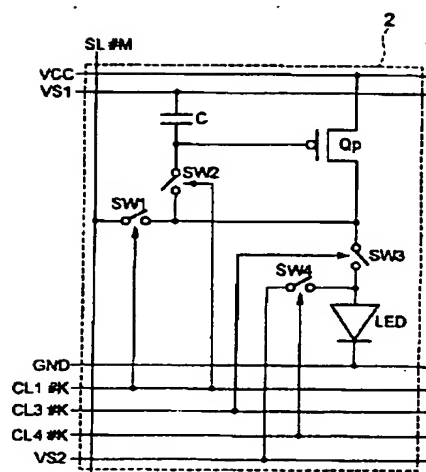 2
SL #M
VCC
VS1
C
Qp
SW2
SW1
SW3
SW4
LED
GND
CL1 #K
CL3 #K
CL4 #K
VS2